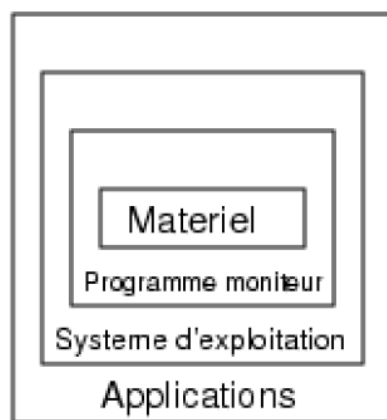 Materiel
Programme moniteur
Systeme d'exploitation
Applications